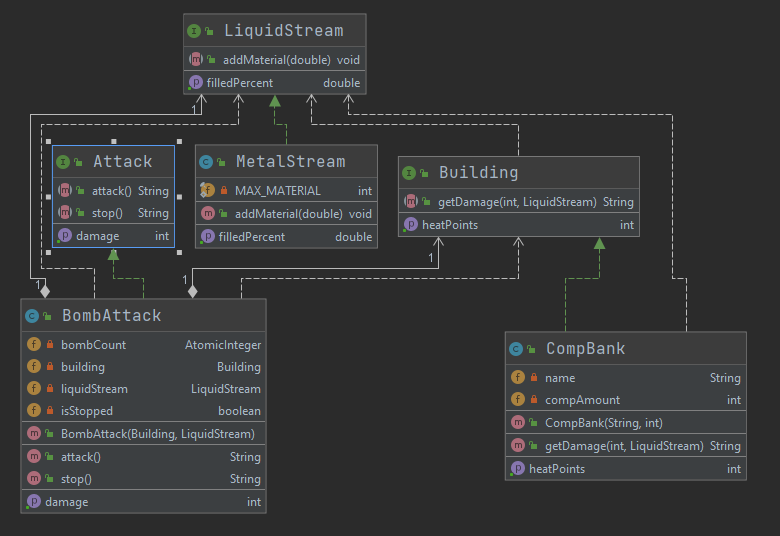 LiquidStream
addMaterial(double) void
filledPercent double
1
Attack
attack() String
stop() String
damage int
MetalStream
MAX_MATERIAL int
addMaterial(double) void
filledPercent double
Building
getDamage(int, LiquidStream) String
heatPoints int
1
1
1
BombAttack
bombCount AtomicInteger
building Building
liquidStream LiquidStream
isStopped boolean
BombAttack(Building, LiquidStream)
attack() String
stop() String
damage int
CompBank
name String
compAmount int
CompBank(String, int)
getDamage(int, LiquidStream) String
heatPoints int